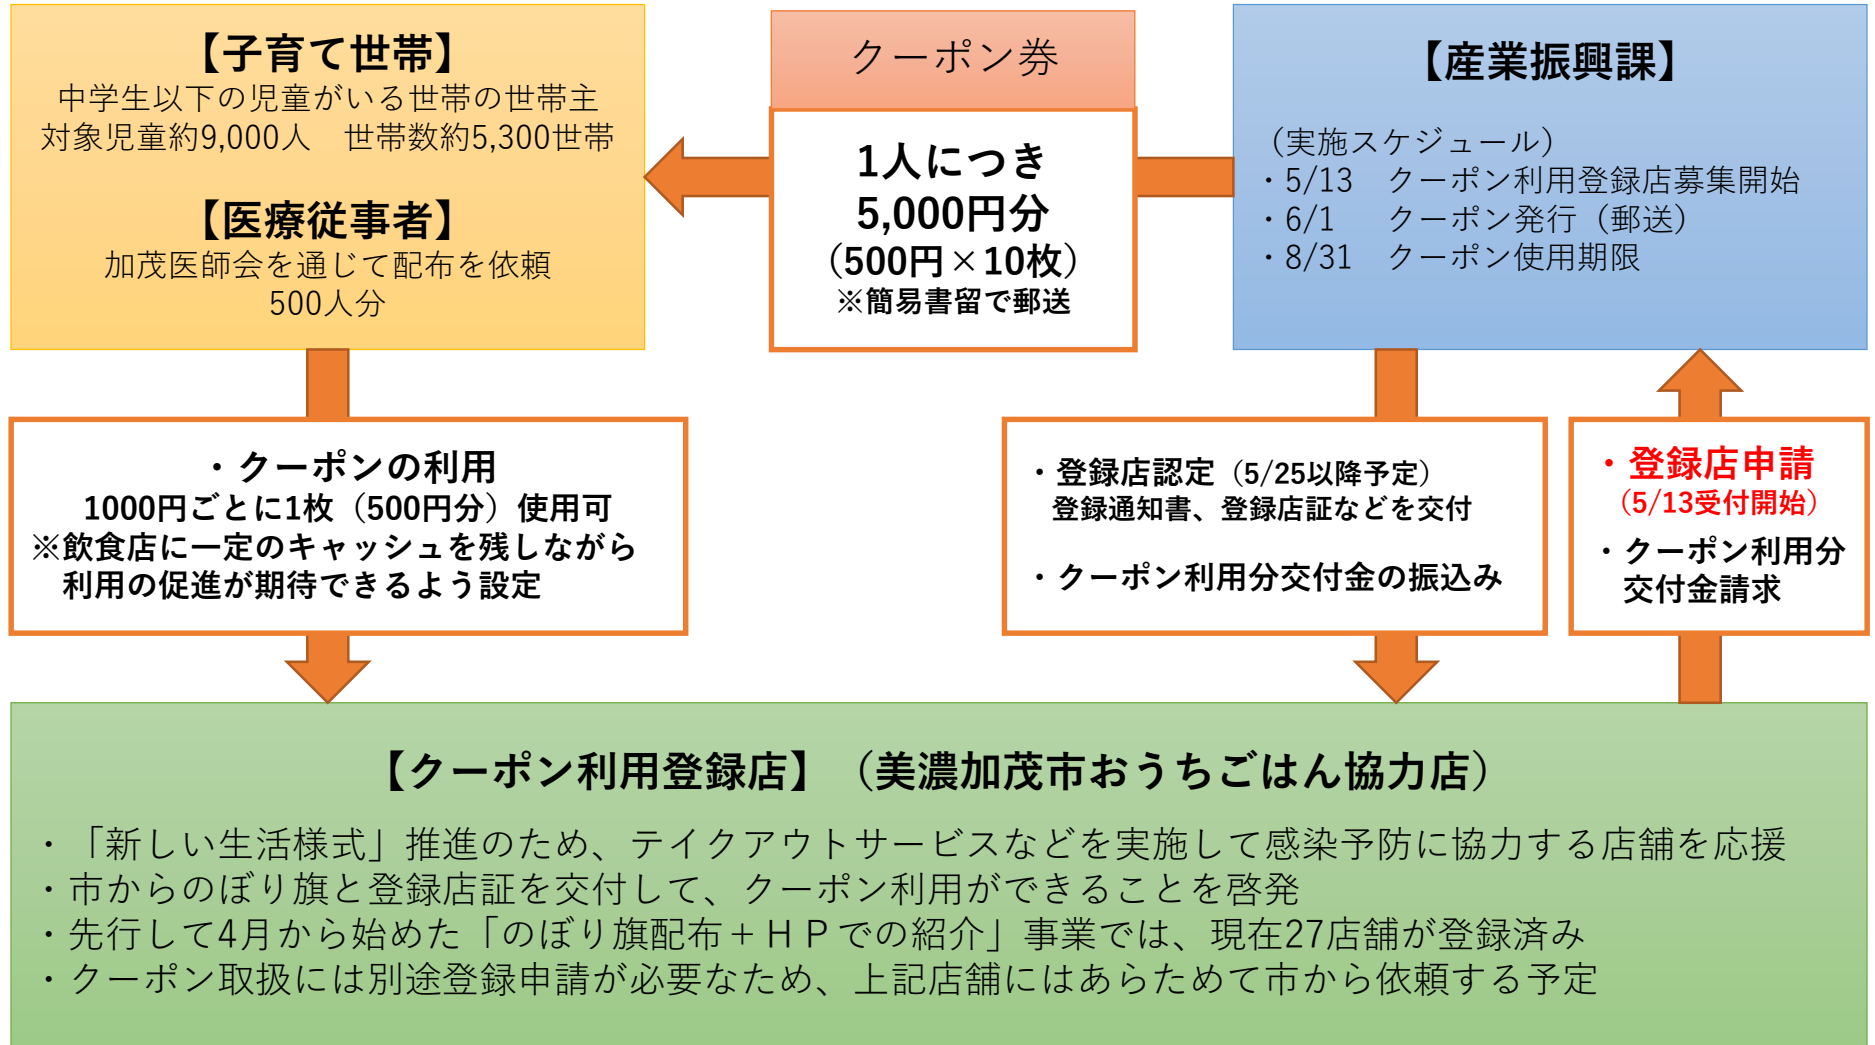 【子育て世帯】
中学生以下の児童がいる世帯の世帯主
対象児童約9,000人　世帯数約5,300世帯
【医療従事者】
加茂医師会を通じて配布を依頼
500人分
クーポン券
1人につき
5,000円分
（500円×10枚）
※簡易書留で郵送
【産業振興課】
（実施スケジュール）
・5/13　クーポン利用登録店募集開始
・6/1　クーポン発行（郵送）
・8/31　クーポン使用期限
・クーポンの利用
1000円ごとに1枚（500円分）使用可
※飲食店に一定のキャッシュを残しながら
利用の促進が期待できるよう設定
・登録店認定（5/25以降予定）
登録通知書、登録店証などを交付
・クーポン利用分交付金の振込み
・登録店申請
（5/13受付開始）
・クーポン利用分
交付金請求
【クーポン利用登録店】（美濃加茂市おうちごはん協力店）
・「新しい生活様式」推進のため、テイクアウトサービスなどを実施して感染予防に協力する店舗を応援
・市からのぼり旗と登録店証を交付して、クーポン利用ができることを啓発
・先行して4月から始めた「のぼり旗配布＋ＨＰでの紹介」事業では、現在27店舗が登録済み
・クーポン取扱には別途登録申請が必要なため、上記店舗にはあらためて市から依頼する予定